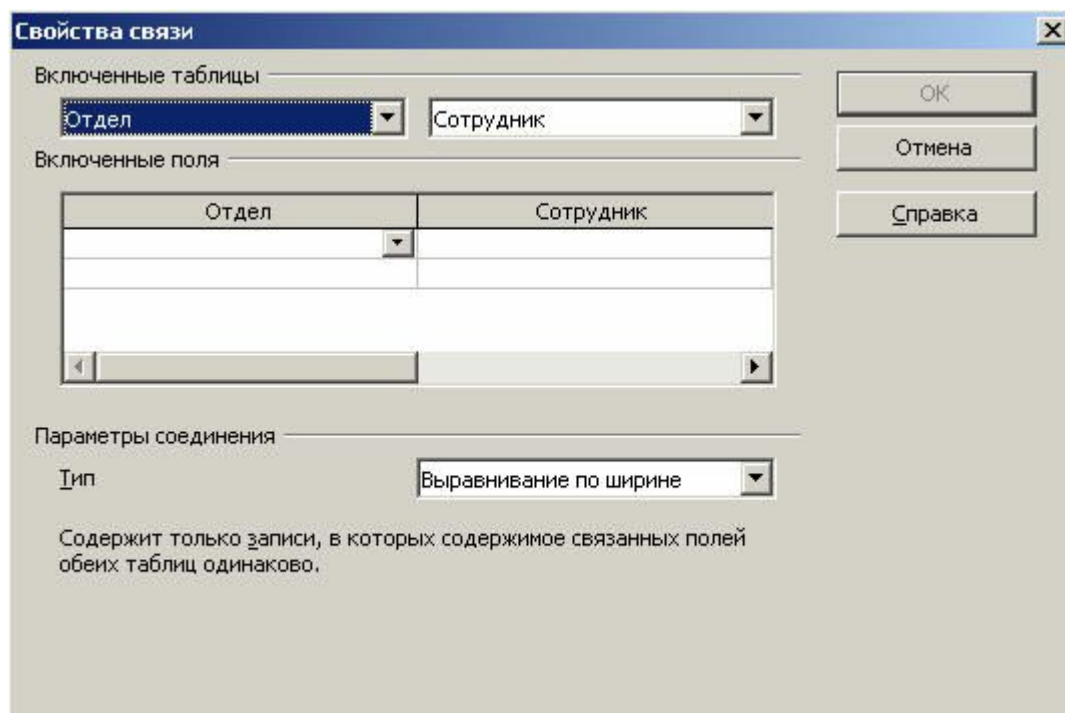 Свойства связи
Включенные таблицы
Отдел
Сотрудник
OK
Отмена
Справка
Включенные поля
Отдел
Сотрудник
Параметры соединения
Тип
Выравнивание по ширине
Содержит только записи, в которых содержимое связанных полей
обеих таблиц одинаково.